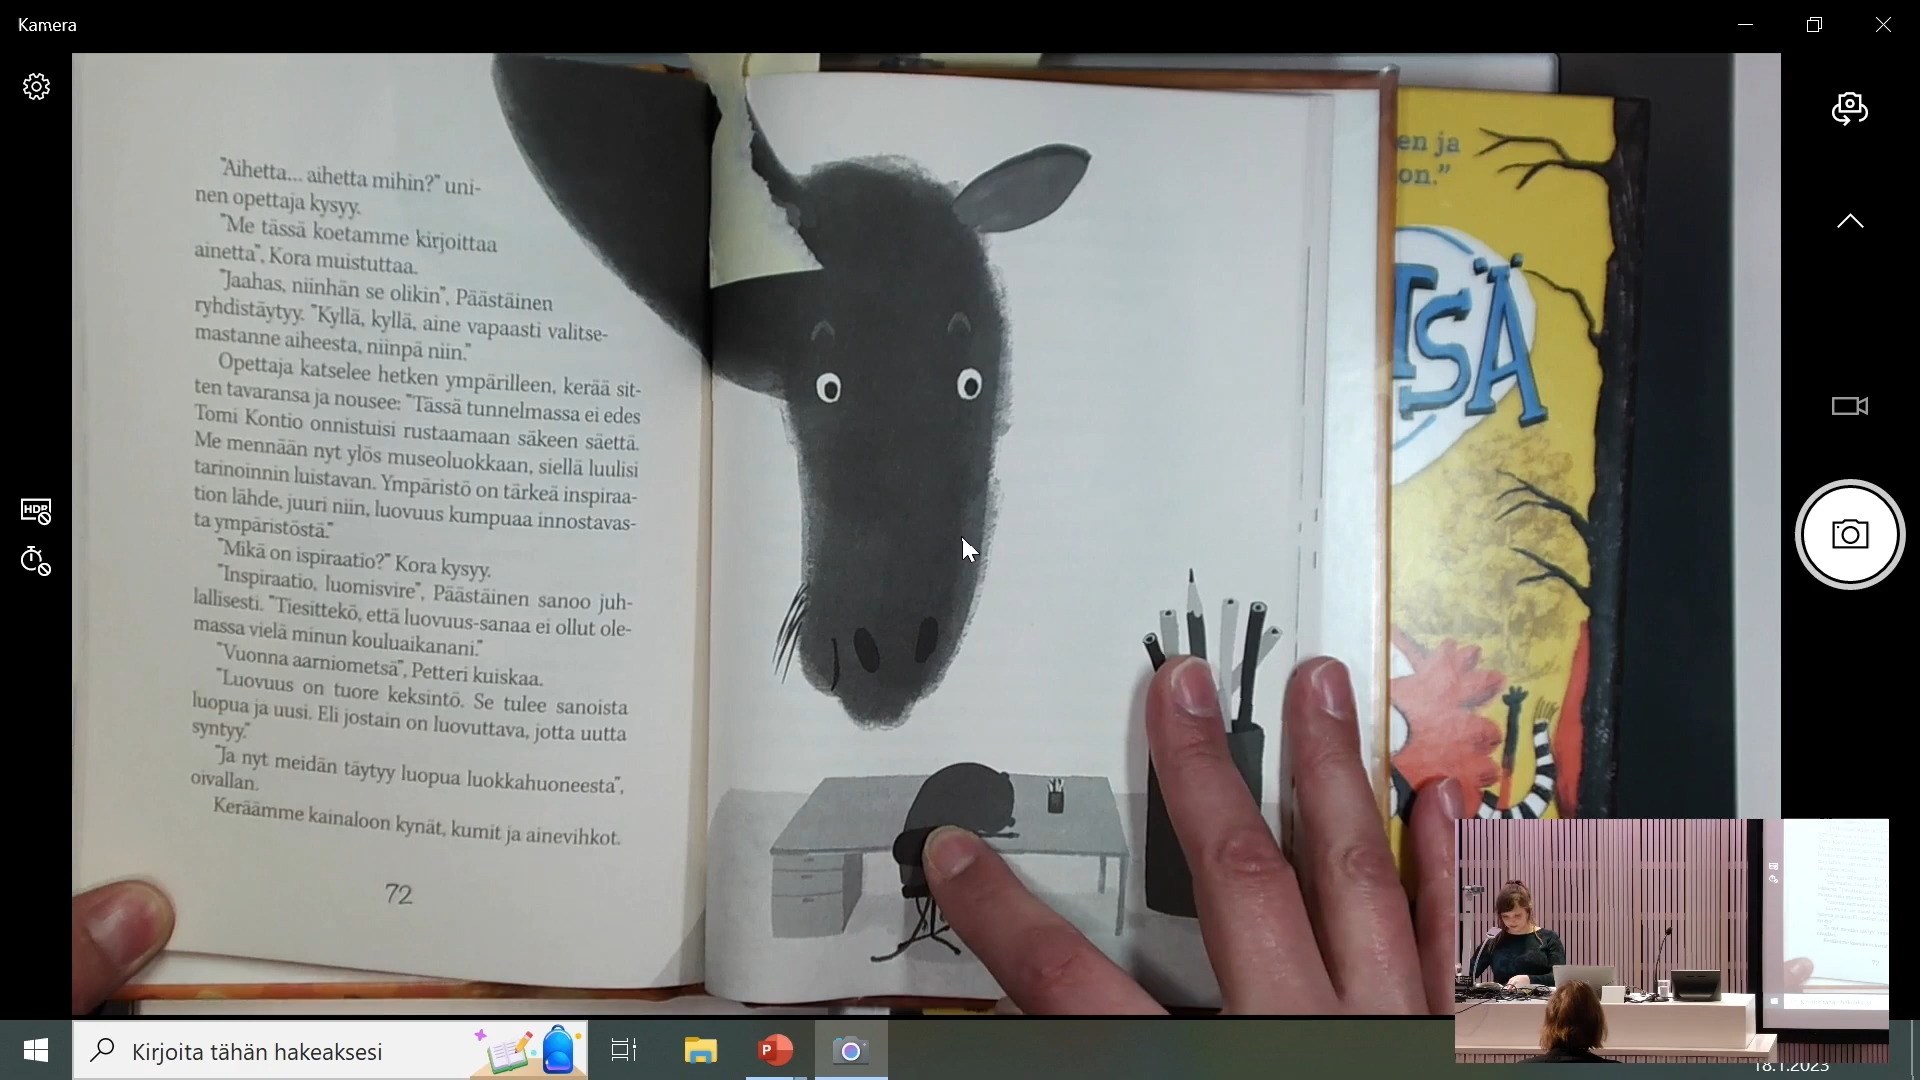 Kamera
"Aihetta... aihetta mihin?" uni-
nen opettaja kysyy.
"Me tässä koetamme kirjoittaa
ainetta", Kora muistuttaa.
"Jaahas, niinhän se olikin", Päästäinen
ryhdistäytyy. "Kyllä, kyllä, aine vapaasti valitse-
mastanne aiheesta, niinpä niin."
Opettaja katselee hetken ympärilleen, kerää sit-
ten tavaransa ja nousee: "Tässä tunnelmassa ei edes
Tomi Kontio onnistuisi rustaamaan säkeen säettä.
Me mennään nyt ylös museoluokkaan, siellä luulisi
tarinoinnin luistavan. Ympäristö on tärkeä inspiraa-
tion lähde, juuri niin, luovuus kumpuaa innostavas-
ta ympäristöstä."
"Mikä on ispiraatio?" Kora kysyy.
"Inspiraatio, luomisvire", Päästäinen sanoo juh-
lallisesti. "Tiesittekö, että luovuus-sanaa ei ollut ole-
massa vielä minun kouluaikanani."
"Vuonna aarniometsä", Petteri kuiskaa.
"Luovuus on tuore keksintö. Se tulee sanoista
luopua ja uusi. Eli jostain on luovuttava, jotta uutta
syntyy."
"Ja nyt meidän täytyy luopua luokkahuoneesta",
oivallan.
Keräämme kainaloon kynät, kumit ja ainevihkot.
72
en ja
on."
TSÄ
HDR
Kirjoita tähän hakeaksesi
P
18.1.2023